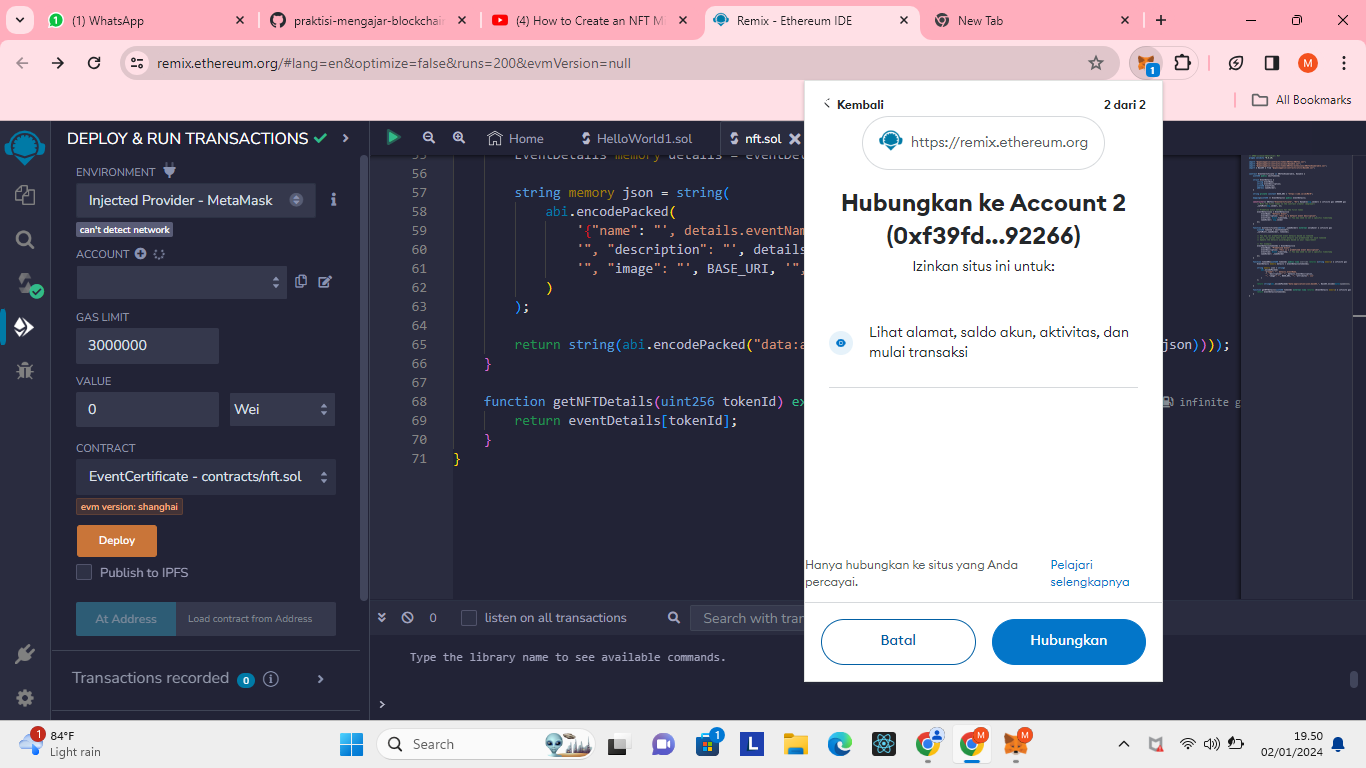 (1) WhatsApp
praktisi-mengajar-blockchain
(4) How to Create an NFT M
Remix - Ethereum IDE
New Tab
remix.ethereum.org/#lang=en&optimize=false&runs=200&evmVersion=null
1
M
All Bookmarks
DEPLOY & RUN TRANSACTIONS
ENVIRONMENT
Injected Provider - MetaMask
can't detect network
ACCOUNT
GAS LIMIT
3000000
VALUE
0
Wei
CONTRACT
EventCertificate - contracts/nft.sol
evm version: shanghai
Deploy
Publish to IPFS
At Address
Load contract from Address
Transactions recorded 0
Home
HelloWorld1.sol
nft.sol
55 EventDetails memory details = eventDe
56
57 string memory json = string(
58 abi.encodePacked(
59 '{"name": "', details.eventNam
60 '", "description": "', details
61 '", "image": "', BASE_URI, '",
62 )
63 );
64
65 return string(abi.encodePacked("data:a json))));
66 }
67
68 function getNFTDetails(uint256 tokenId) ex infinite g
69 return eventDetails[tokenId];
70 }
71 }
0
listen on all transactions
Search with tran
Type the library name to see available commands.
>
Kembali
2 dari 2
https://remix.ethereum.org
Hubungkan ke Account 2
(0xf39fd...92266)
Izinkan situs ini untuk:
Lihat alamat, saldo akun, aktivitas, dan
mulai transaksi
Hanya hubungkan ke situs yang Anda
percayai.
Pelajari
selengkapnya
Batal
Hubungkan
1
84°F
Light rain
Search
1
L
M
M
19.50
02/01/2024